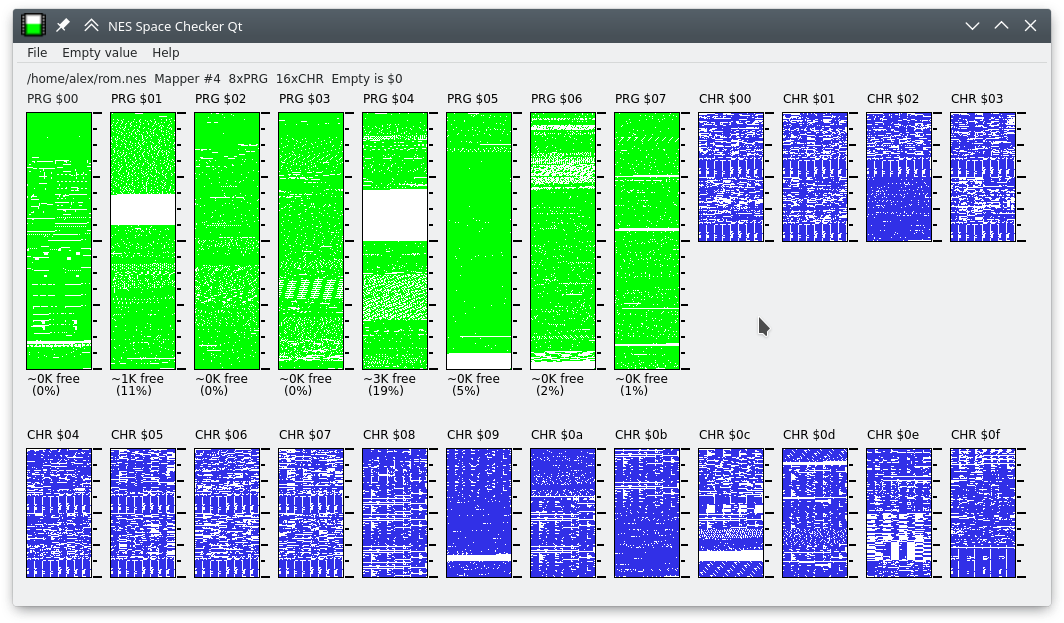 NES Space Checker Qt
File Empty value Help
/home/alex/rom.nes Mapper #4 8xPRG 16xCHR Empty is $0
PRG $00 PRG $01 PRG $02 PRG $03 PRG $04 PRG $05 PRG $06 PRG $07 CHR $00 CHR $01 CHR $02 CHR $03
~0K free ~1K free ~0K free ~0K free ~3K free ~0K free ~0K free ~0K free
(0%) (11%) (0%) (0%) (19%) (5%) (2%) (1%)
CHR $04 CHR $05 CHR $06 CHR $07 CHR $08 CHR $09 CHR $0a CHR $0b CHR $0c CHR $0d CHR $0e CHR $0f